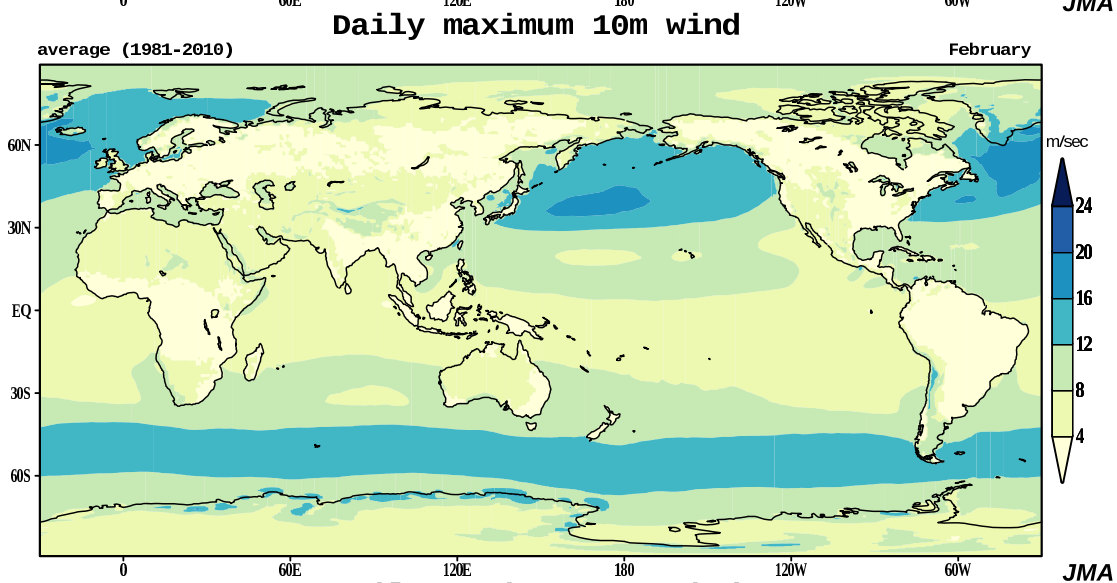 0 60E 120E 180 120W 60W JMA
Daily maximum 10m wind
average (1981-2010) February
m/sec
60N
30N
EQ
30S
60S
24
20
16
12
8
4
0 60E 120E 180 120W 60W
JMA